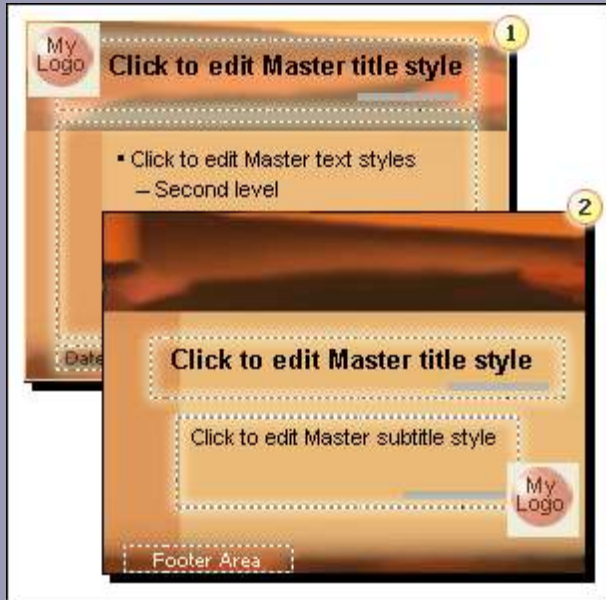 1
My
Logo
Click to edit Master title style
▪ Click to edit Master text styles
– Second level
2
Date
Click to edit Master title style
Click to edit Master subtitle style
My
Logo
Footer Area